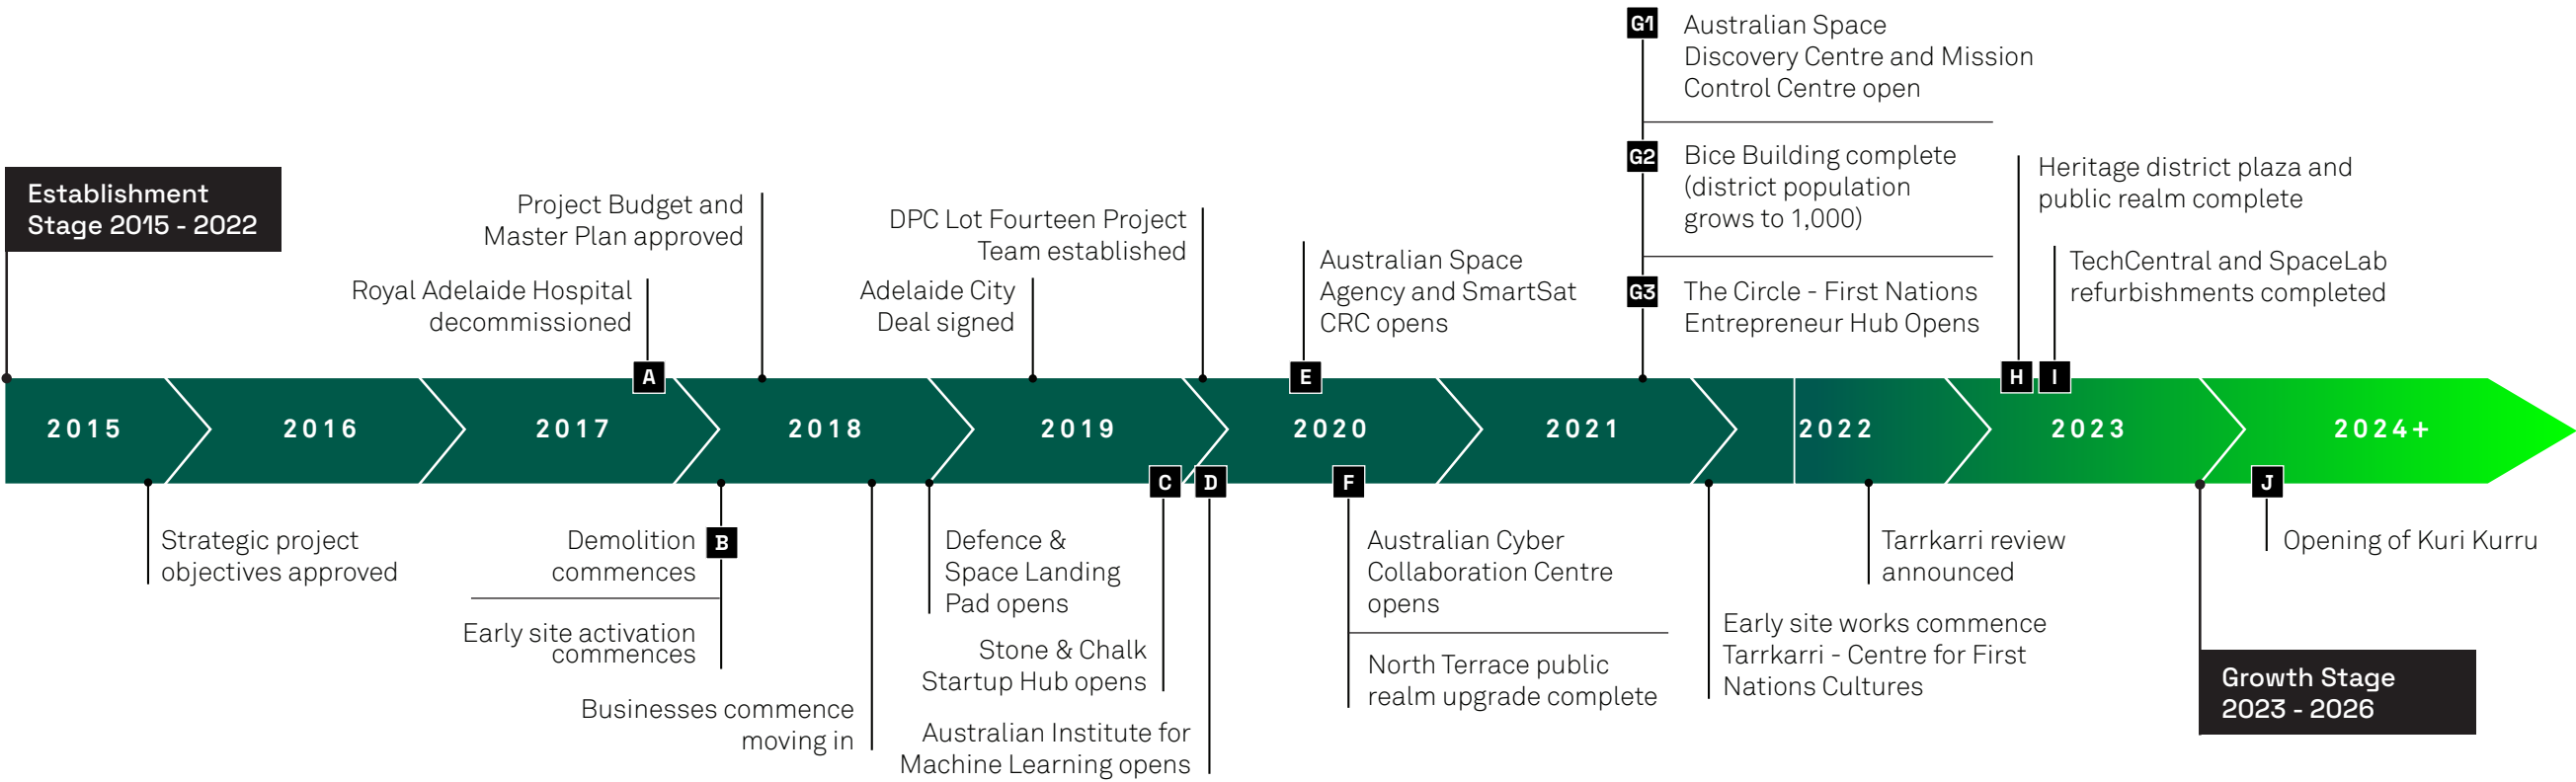 G1
Australian Space
Discovery Centre and Mission
Control Centre open
G2
Bice Building complete
(district population
grows to 1,000)
G3
The Circle - First Nations
Entrepreneur Hub Opens
Establishment
Stage 2015 - 2022
Royal Adelaide Hospital
decommissioned
A
Project Budget and
Master Plan approved
Adelaide City
Deal signed
DPC Lot Fourteen Project
Team established
Australian Space
Agency and SmartSat
CRC opens
E
Heritage district plaza and
public realm complete
H
TechCentral and SpaceLab
refurbishments completed
I
2015
2016
2017
2018
2019
2020
2021
2022
2023
2024+
Strategic project
objectives approved
B
Demolition
commences
Early site activation
commences
Businesses commence
moving in
Defence &
Space Landing
Pad opens
C
Stone & Chalk
Startup Hub opens
D
Australian Institute for
Machine Learning opens
F
Australian Cyber
Collaboration Centre
opens
North Terrace public
realm upgrade complete
Early site works commence
Tarrkarri - Centre for First
Nations Cultures
Tarrkarri review
announced
J
Opening of Kuri Kurru
Growth Stage
2023 - 2026